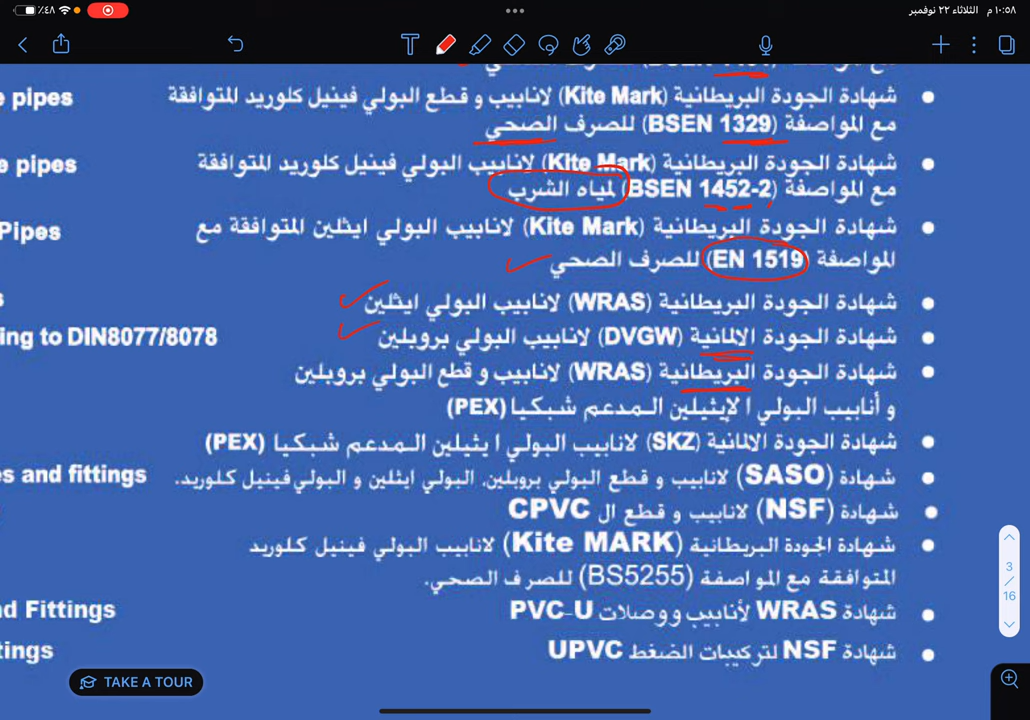 ١٠:٥٨ م الثلاثاء ٢٢ نوفمبر
٤٨٪
شهادة الجودة البريطانية (Kite Mark) لانابيب و قطع البولي فينيل كلوريد المتوافقة
مع المواصفة (BSEN 1329) للصرف الصحي
شهادة الجودة البريطانية (Kite Mark) لانابيب البولي فينيل كلوريد المتوافقة
مع المواصفة (BSEN 1452-2) لمياه الشرب
شهادة الجودة البريطانية (Kite Mark) لانابيب البولي ايثلين المتوافقة مع
المواصفة (EN 1519) للصرف الصحي
شهادة الجودة البريطانية (WRAS) لانابيب البولي ايثلين
شهادة الجودة الالمانية (DVGW) لانابيب البولي بروبلين
شهادة الجودة البريطانية (WRAS) لانابيب و قطع البولي بروبلين
و أنابيب البولي ا لإيثيلين المدعم شبكيا (PEX)
شهادة الجودة الالمانية (SKZ) لانابيب البولي ا يثيلين المدعم شبكيا (PEX)
شهادة (SASO) لانابيب و قطع البولي بروبلين، البولي ايثلين و البولي فينيل كلوريد.
شهادة (NSF) لانابيب و قطع ال CPVC
شهادة الجودة البريطانية (Kite MARK) لانابيب البولي فينيل كلوريد
المتوافقة مع المواصفة (BS5255) للصرف الصحي.
شهادة WRAS لأنابيب ووصلات PVC-U
شهادة NSF لتركيبات الضغط UPVC
pipes
pipes
Pipes
ing to DIN8077/8078
es and fittings
nd Fittings
tings
3
/
16
TAKE A TOUR